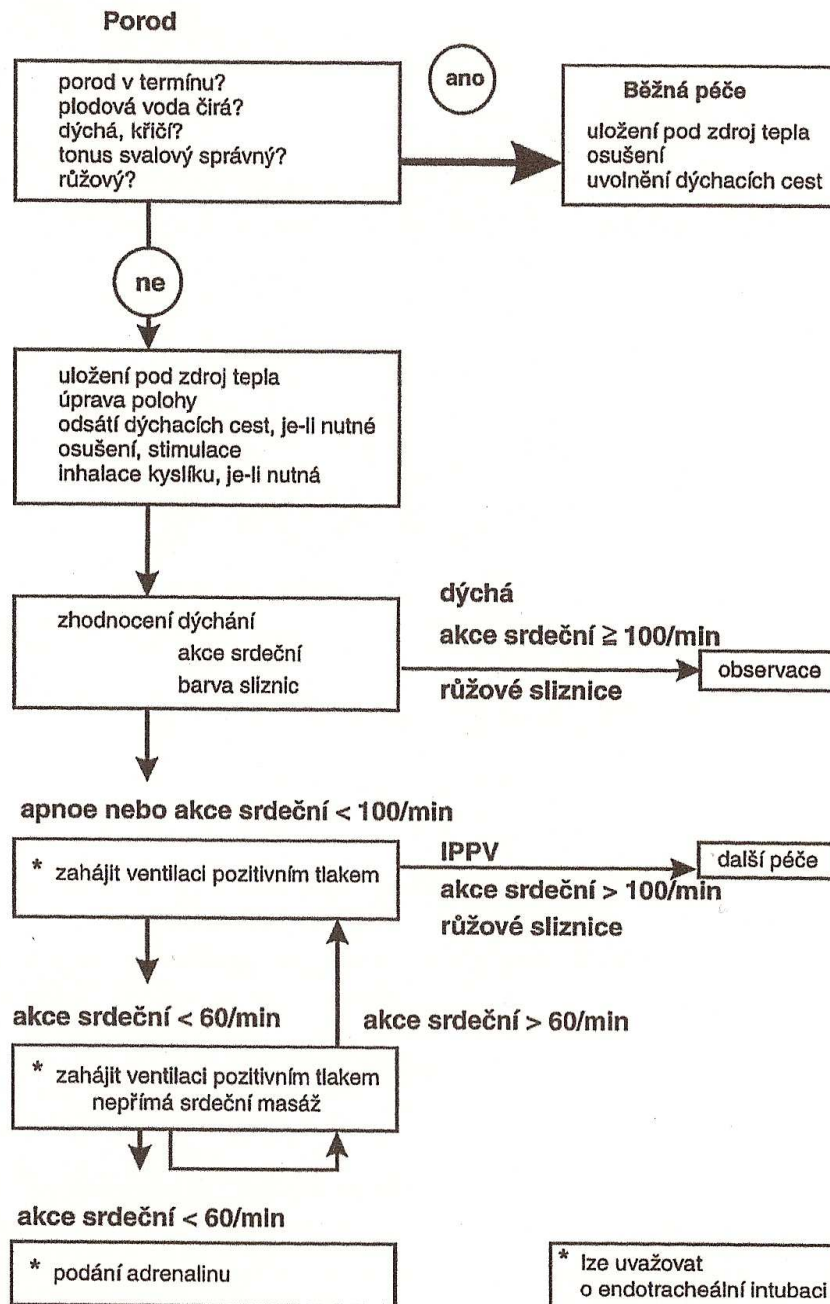 Porod
porod v termínu?
plodová voda čirá?
dýchá, křičí?
tonus svalový správný?
růžový?
ano
Běžná péče
uložení pod zdroj tepla
osušení
uvolnění dýchacích cest
ne
uložení pod zdroj tepla
úprava polohy
odsátí dýchacích cest, je-li nutné
osušení, stimulace
inhalace kyslíku, je-li nutná
zhodnocení dýchání
akce srdeční
barva sliznic
dýchá
akce srdeční ≧ 100/min
růžové sliznice
observace
apnoe nebo akce srdeční < 100/min
* zahájit ventilaci pozitivním tlakem
IPPV
akce srdeční > 100/min
růžové sliznice
další péče
akce srdeční < 60/min
akce srdeční > 60/min
* zahájit ventilaci pozitivním tlakem
nepřímá srdeční masáž
akce srdeční < 60/min
* podání adrenalinu
* lze uvažovat
o endotracheální intubaci